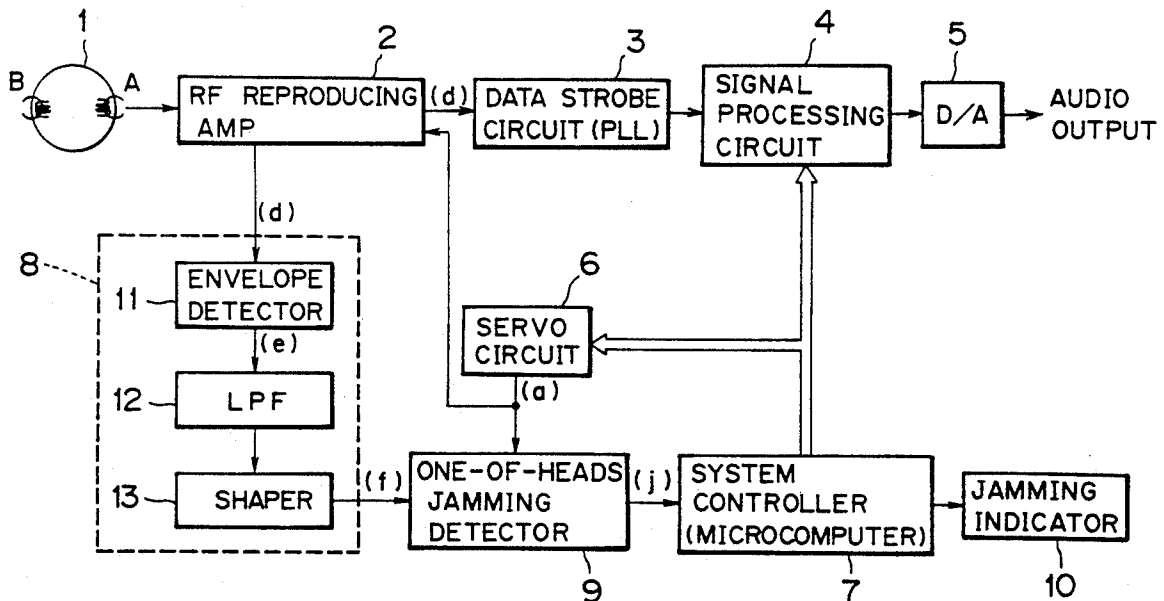 1
B
A
2
RF REPRODUCING
AMP
(d)
3
DATA STROBE
CIRCUIT (PLL)
4
SIGNAL
PROCESSING
CIRCUIT
5
D/A
AUDIO
OUTPUT
(d)
8
11
ENVELOPE
DETECTOR
(e)
12
LPF
13
SHAPER
(f)
6
SERVO
CIRCUIT
(a)
ONE-OF-HEADS
JAMMING
DETECTOR
9
(j)
SYSTEM
CONTROLLER
(MICROCOMPUTER)
7
JAMMING
INDICATOR
10